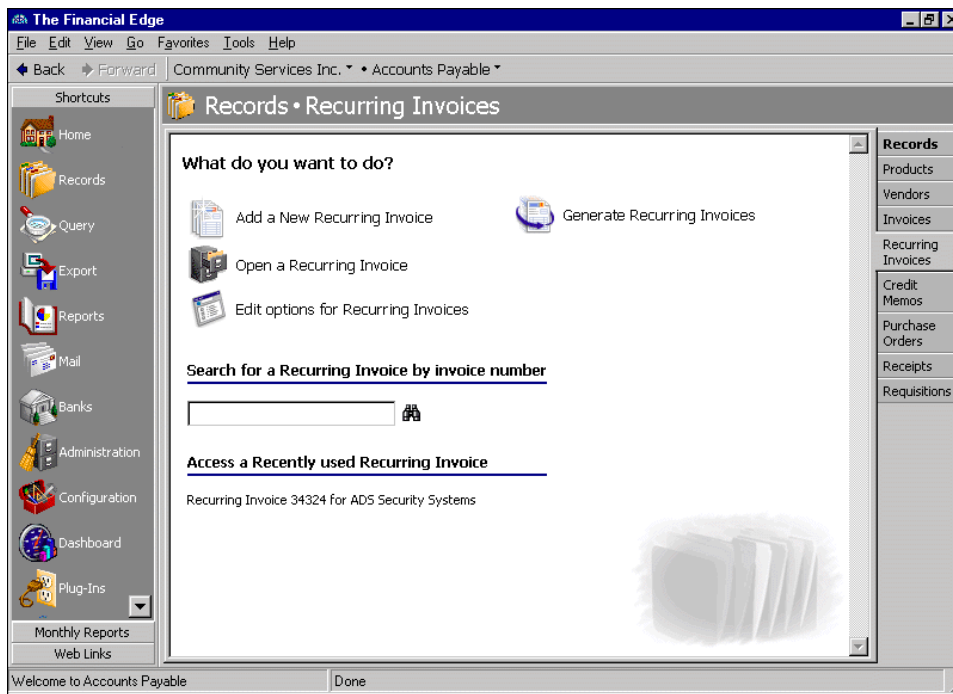 The Financial Edge
File Edit View Go Favorites Tools Help
Back Forward Community Services Inc. • Accounts Payable
Shortcuts
Home
Records
Query
Export
Reports
Mail
Banks
Administration
Configuration
Dashboard
Plug-Ins
Monthly Reports
Web Links
Records • Recurring Invoices
What do you want to do?
Add a New Recurring Invoice
Generate Recurring Invoices
Open a Recurring Invoice
Edit options for Recurring Invoices
Search for a Recurring Invoice by invoice number
Access a Recently used Recurring Invoice
Recurring Invoice 34324 for ADS Security Systems
Records
Products
Vendors
Invoices
Recurring
Invoices
Credit
Memos
Purchase
Orders
Receipts
Requisitions
Welcome to Accounts Payable
Done